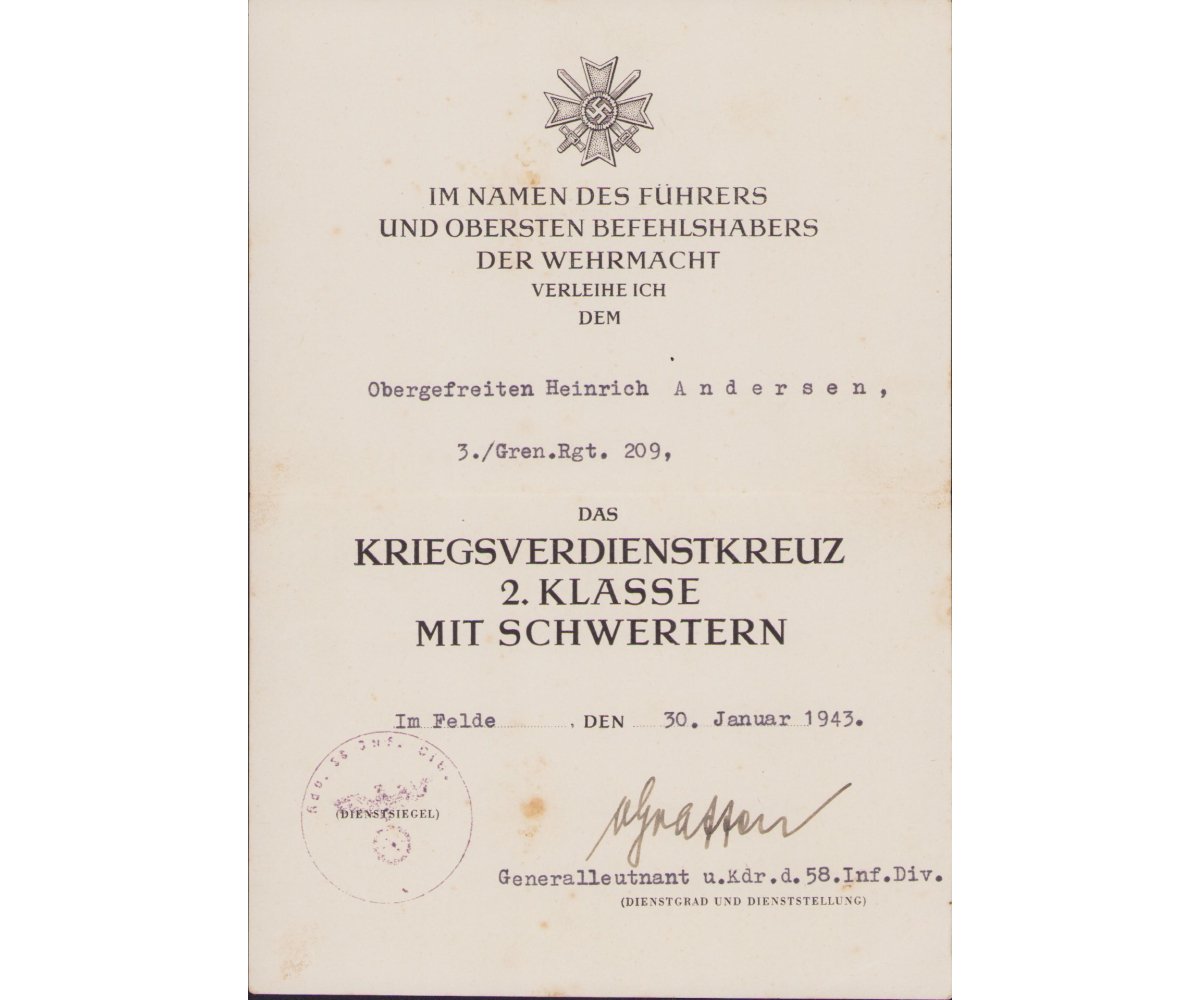 IM NAMEN DES FÜHRERS
UND OBERSTEN BEFEHLSHABERS
DER WEHRMACHT
VERLEIHE ICH
DEM
Obergefreiten Heinrich A n d e r s e n ,
3./Gren.Rgt. 209,
DAS
KRIEGSVERDIENSTKREUZ
2. KLASSE
MIT SCHWERTERN
Im Felde , DEN 30. Januar 1943.
(DIENSTSIEGEL)
Generalleutnant u.Kdr.d.58.Inf.Div.
(DIENSTGRAD UND DIENSTSTELLUNG)